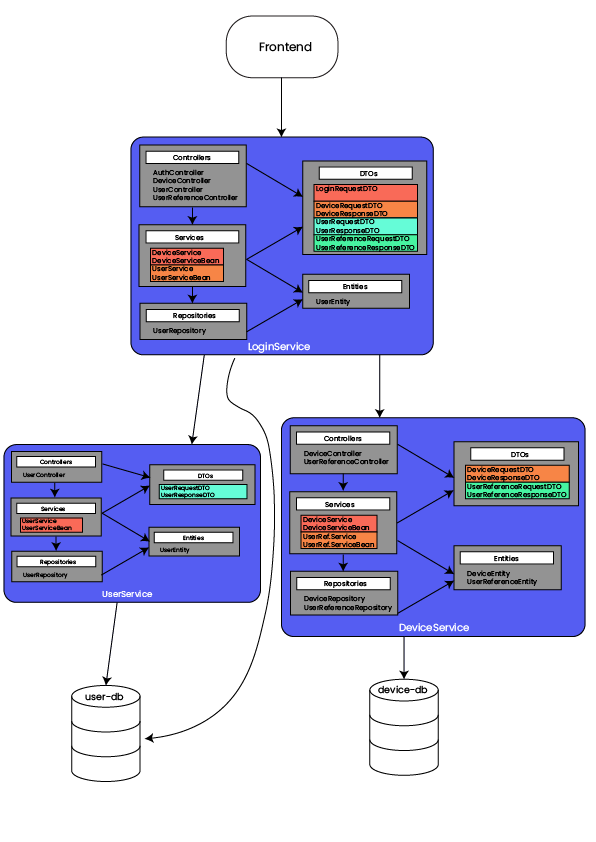 Frontend
Controllers
AuthController
DeviceController
UserController
UserReferenceController
DTOs
LoginRequestDTO
DeviceRequestDTO
DeviceResponseDTO
UserRequestDTO
UserResponseDTO
UserReferenceRequestDTO
UserReferenceResponseDTO
Services
DeviceService
DeviceServiceBean
UserService
UserServiceBean
Entities
UserEntity
Repositories
UserRepository
LoginService
Controllers
UserController
DTOs
UserRequestDTO
UserResponseDTO
Services
UserService
UserServiceBean
Entities
UserEntity
Repositories
UserRepository
UserService
Controllers
DeviceController
UserReferenceController
DTOs
DeviceRequestDTO
DeviceResponseDTO
UserReferenceRequestDTO
UserReferenceResponseDTO
Services
DeviceService
DeviceServiceBean
UserRef.Service
UserRef.ServiceBean
Entities
DeviceEntity
UserReferenceEntity
Repositories
DeviceRepository
UserReferenceRepository
DeviceService
user-db
device-db